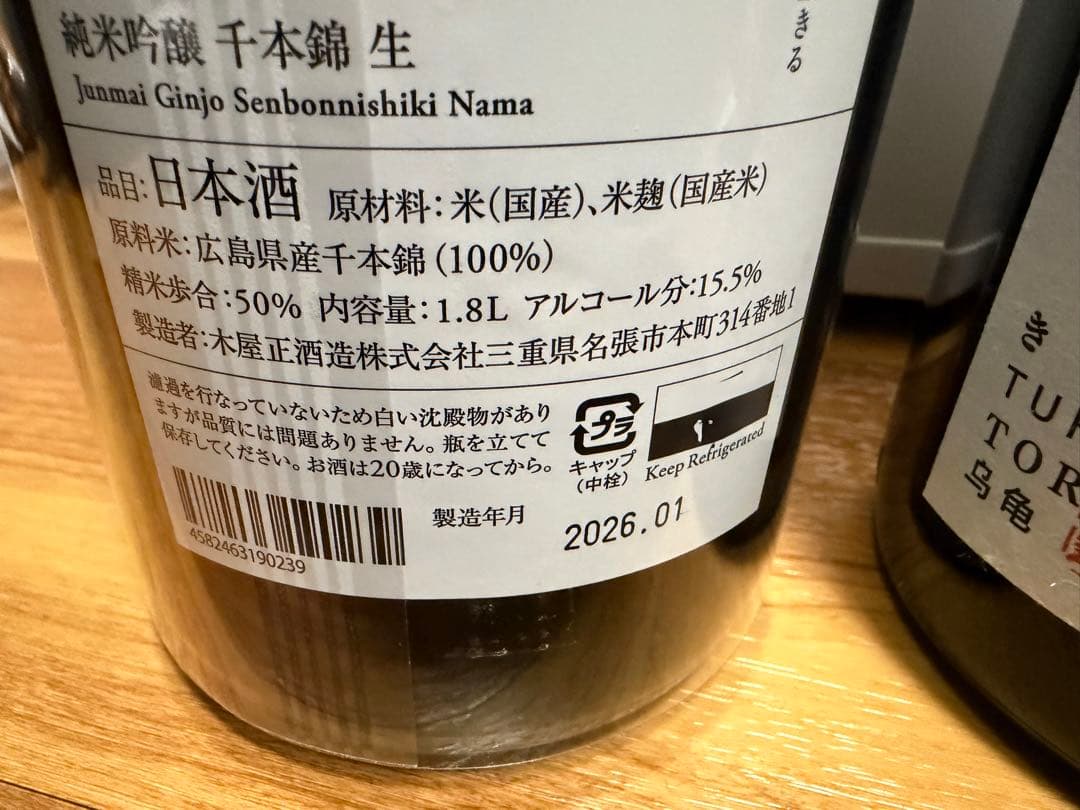 きる
純米吟醸 千本錦 生
Junmai Ginjo Senbonnishiki Nama
品目:日本酒 原材料:米(国産)、米麹(国産米)
原料米:広島県産千本錦(100%)
精米歩合:50% 内容量:1.8L アルコール分:15.5%
製造者:木屋正酒造株式会社三重県名張市本町314番地1
濾過を行なっていないため白い沈殿物があり
ますが品質には問題ありません。瓶を立てて
保存してください。お酒は20歳になってから。
プラ
キャップ
(中栓)
Keep Refrigerated
4582463190239
製造年月
2026.01
き
TU
TOR
烏亀